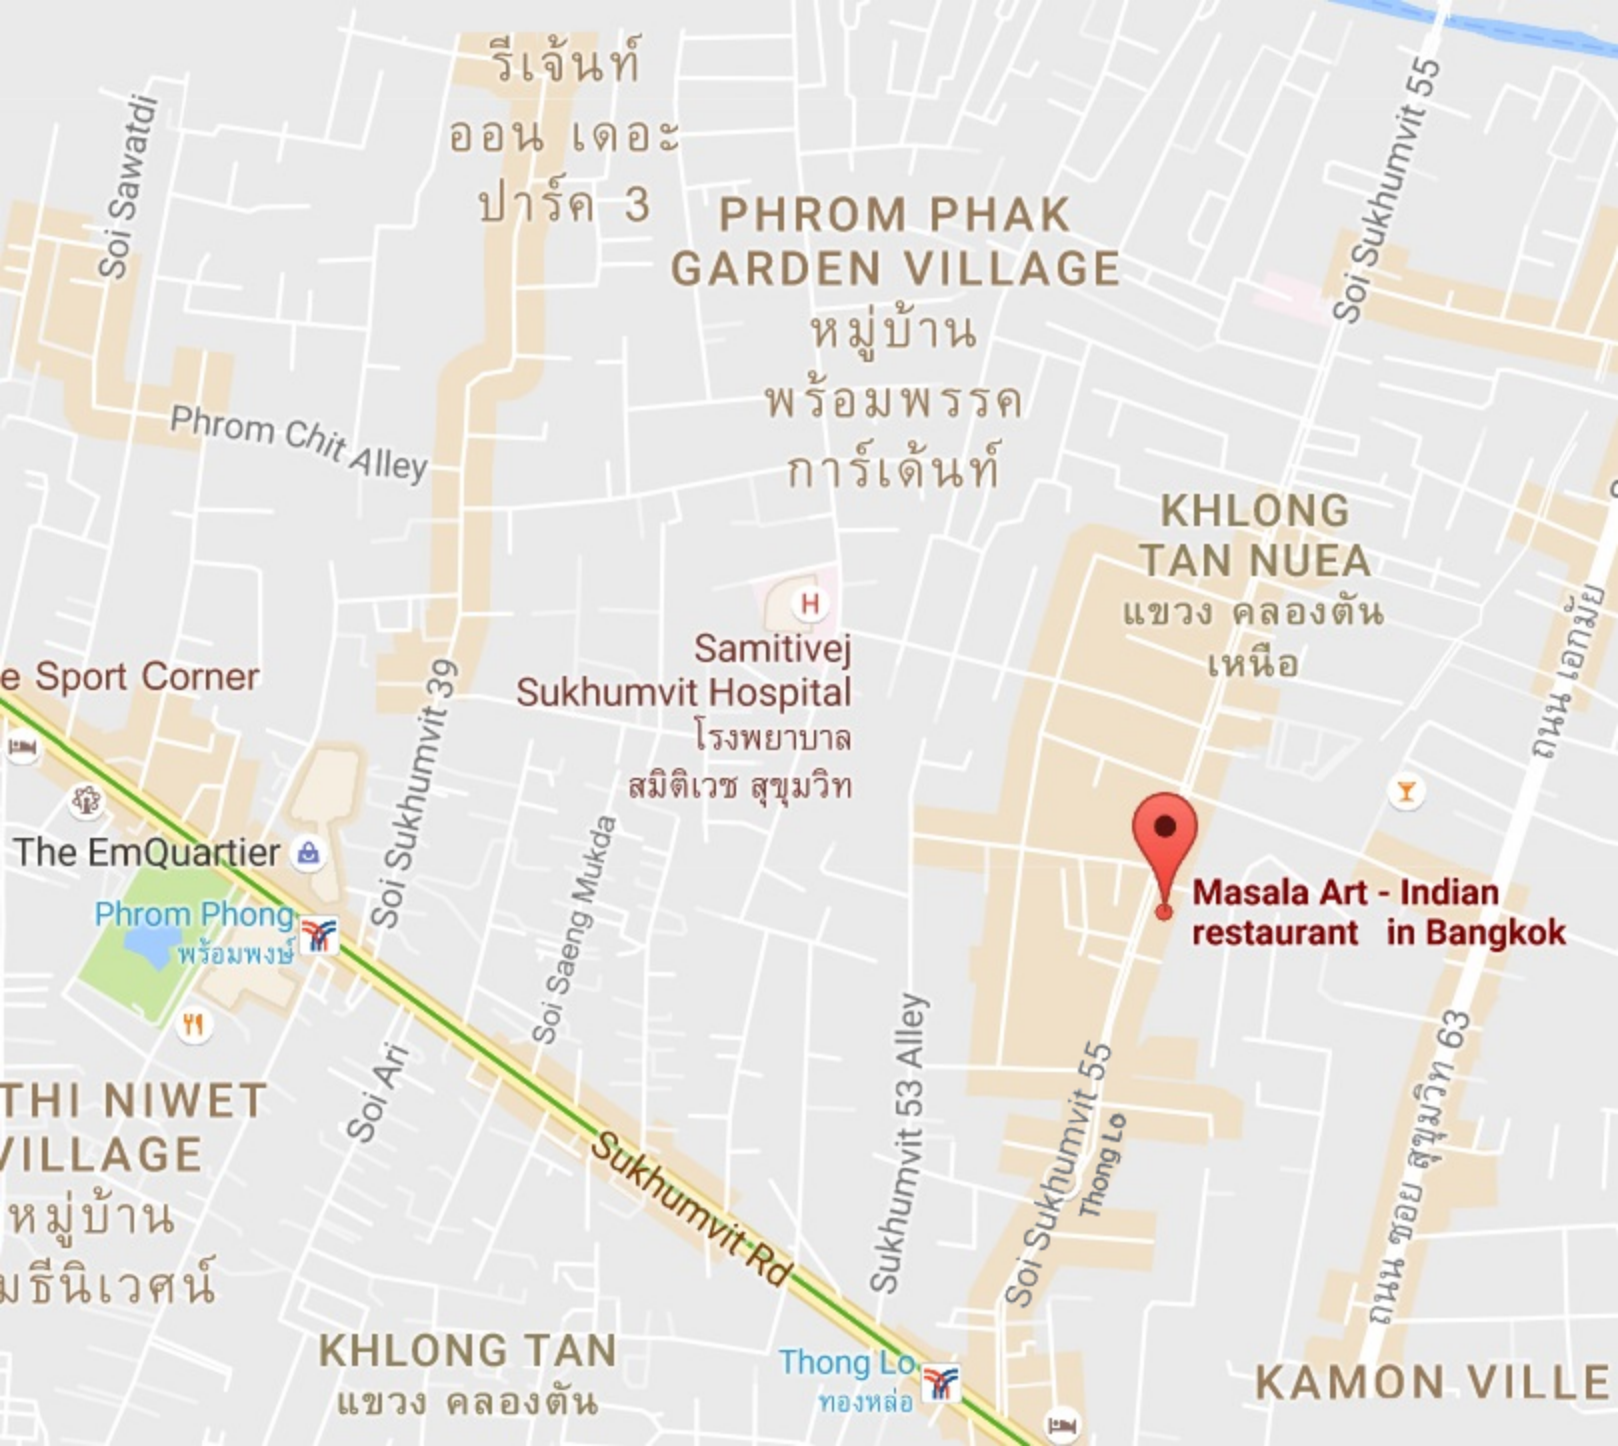 รีเจ้นท์
ออน เดอะ
ปาร์ค 3
Soi Sukhumvit 55
Soi Sawatdi
PHROM PHAK
GARDEN VILLAGE
หมู่บ้าน
พร้อมพรรค
การ์เด้นท์
Soi Sukhumvit 55
Phrom Chit Alley
KHLONG
TAN NUEA
แขวง คลองตัน
เหนือ
H
Samitivej
Sukhumvit Hospital
โรงพยาบาล
สมิติเวช สุขุมวิท
e Sport Corner
Soi Sukhumvit 39
ถนน เอกมัย
The EmQuartier
Soi Saeng Mukda
Masala Art - Indian
restaurant in Bangkok
Phrom Phong
พร้อมพงษ์
Soi Ari
Sukhumvit 53 Alley
Soi Sukhumvit 55
Thong Lo
ถนน ซอย สุขุมวิท 63
THI NIWET
VILLAGE
หมู่บ้าน
มธีนิเวศน์
Sukhumvit Rd
KHLONG TAN
แขวง คลองตัน
Thong Lo
ทองหล่อ
KAMON VILLE